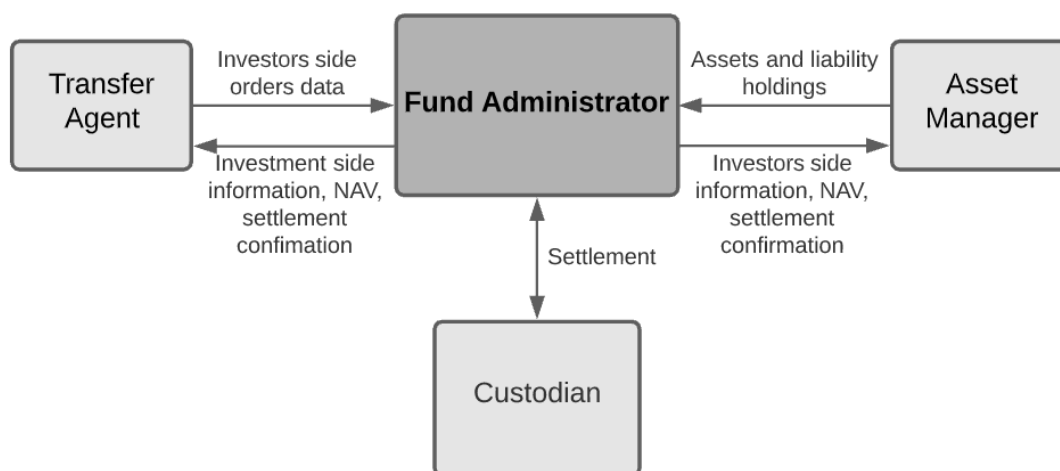 Transfer
Agent
Investors side
orders data
Investment side
information, NAV,
settlement
confimation
Fund Administrator
Assets and liability
holdings
Investors side
information, NAV,
settlement
confirmation
Asset
Manager
Settlement
Custodian